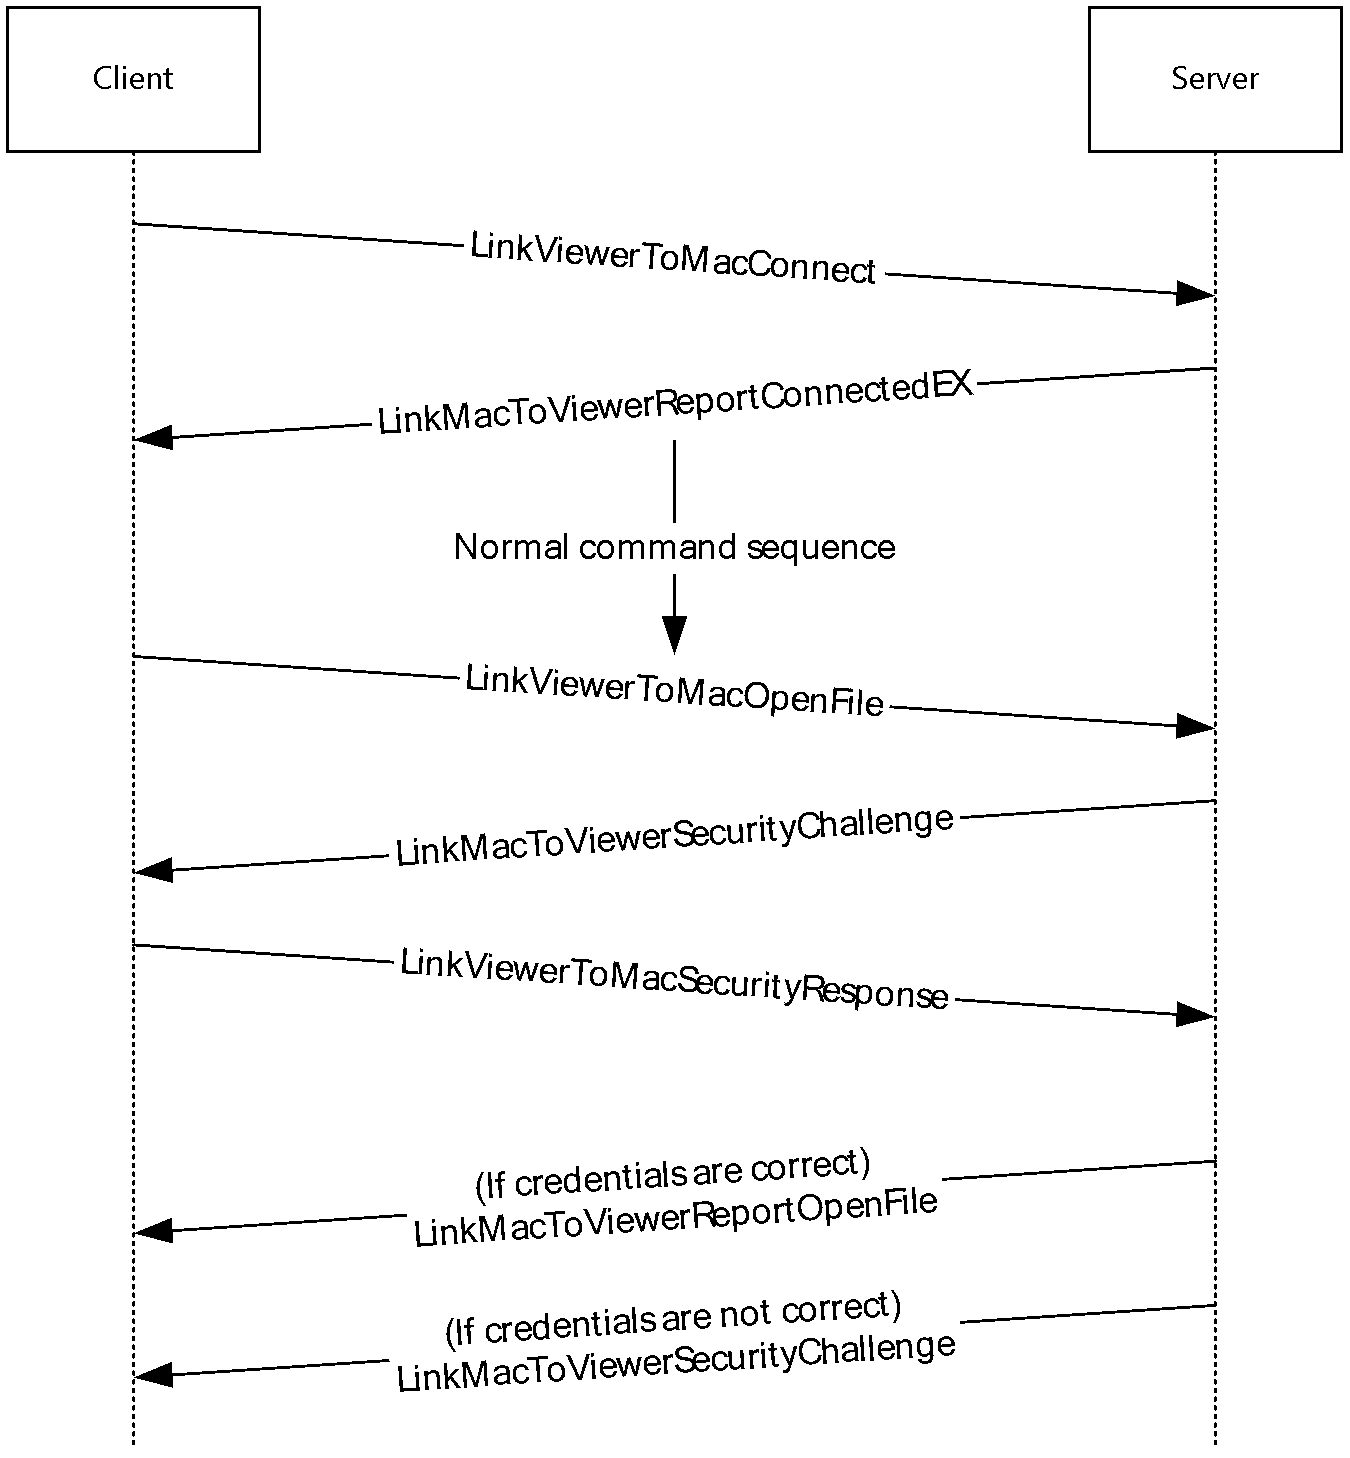 Client
Server
LinkViewerToMacConnect
LinkMacToViewerReportConnectedEX
Normal command sequence
LinkViewerToMacOpenFile
LinkMacToViewerSecurityChallenge
LinkViewerToMacSecurityResponse
(If credentials are correct)
LinkMacToViewerReportOpenFile
(If credentials are not correct)
LinkMacToViewerSecurityChallenge